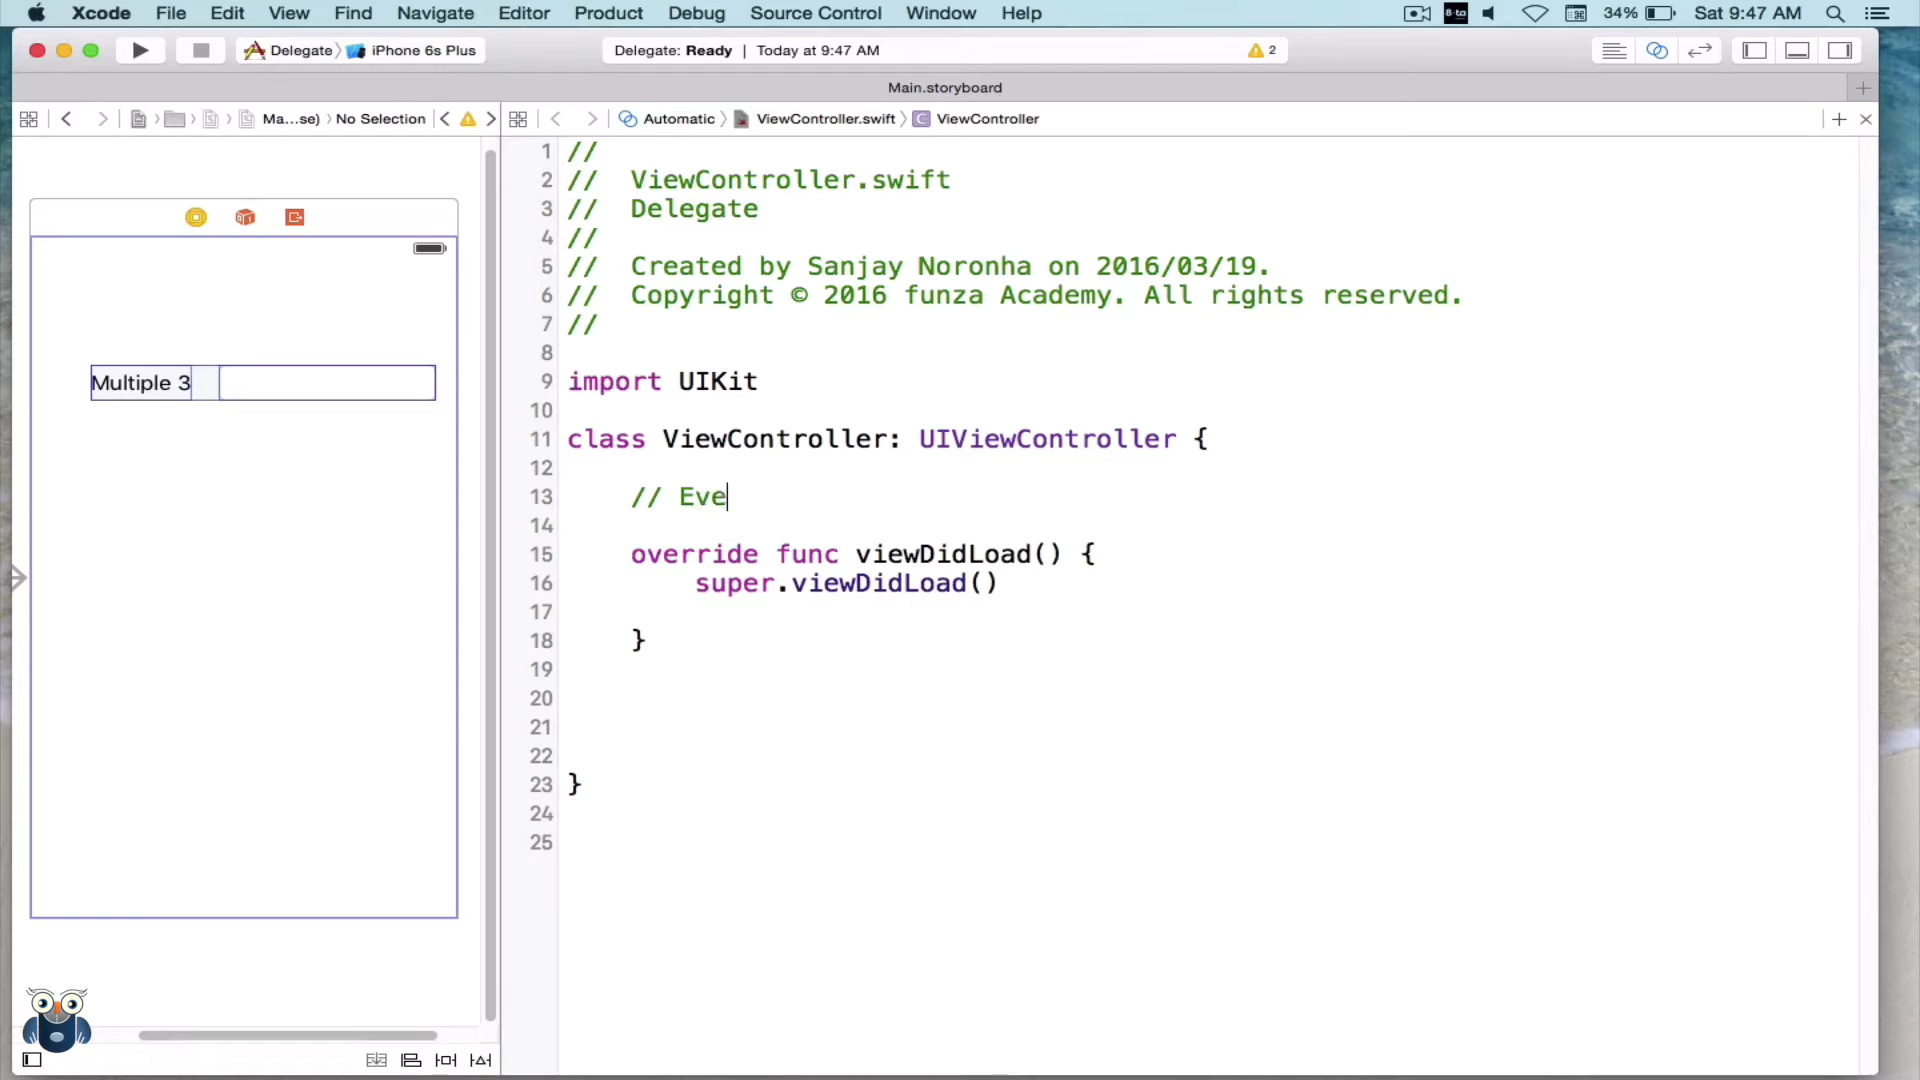 Xcode File Edit View Find Navigate Editor Product Debug Source Control Window Help 34% Sat 9:47 AM
Delegate iPhone 6s Plus Delegate: Ready | Today at 9:47 AM 2
Main.storyboard
Ma...se) No Selection Automatic ViewController.swift ViewController
Multiple 3
1 //
2 // ViewController.swift
3 // Delegate
4 //
5 // Created by Sanjay Noronha on 2016/03/19.
6 // Copyright © 2016 funza Academy. All rights reserved.
7 //
8
9 import UIKit
10
11 class ViewController: UIViewController {
12
13 // Eve
14
15 override func viewDidLoad() {
16 super.viewDidLoad()
17
18 }
19
20
21
22
23 }
24
25